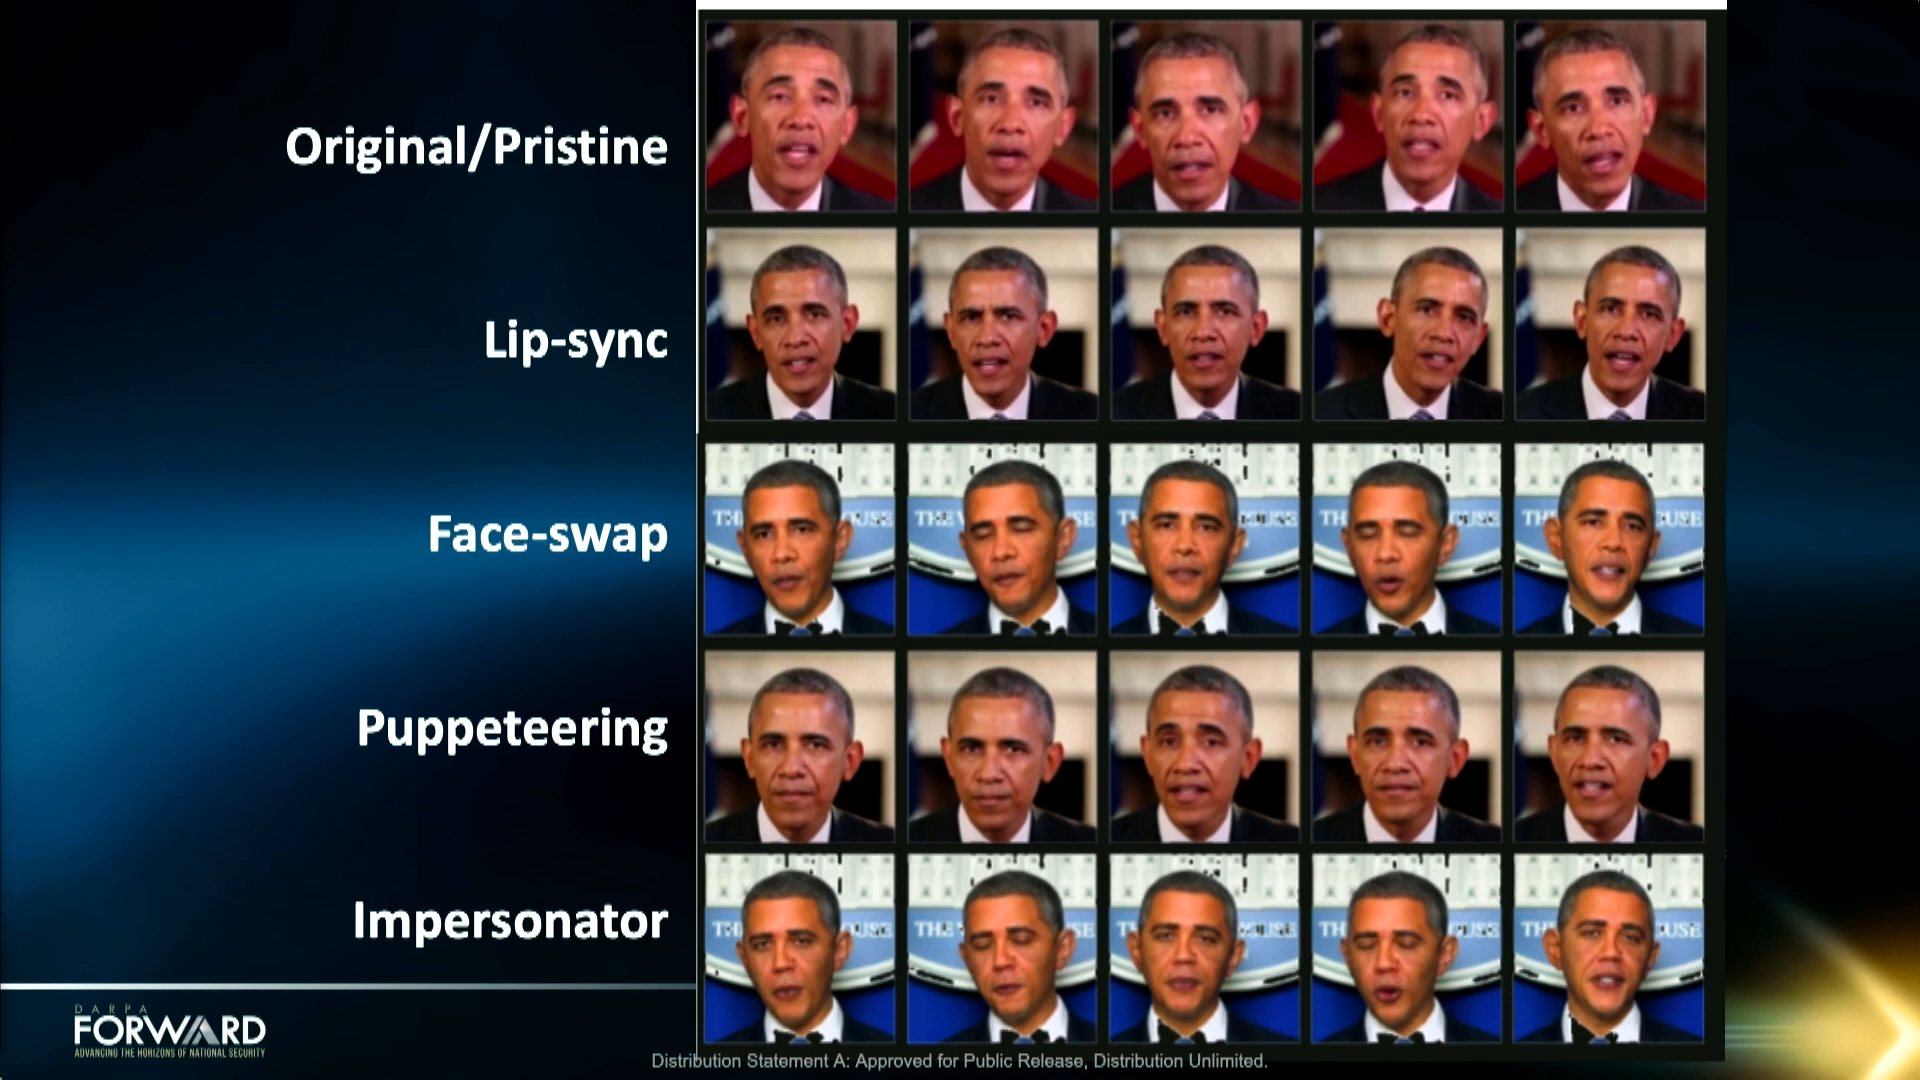 Original/Pristine
Lip-sync
Face-swap
Puppeteering
Impersonator
DARPA
FORWARD
ADVANCING THE HORIZONS OF NATIONAL SECURITY
Distribution Statement A: Approved for Public Release, Distribution Unlimited.